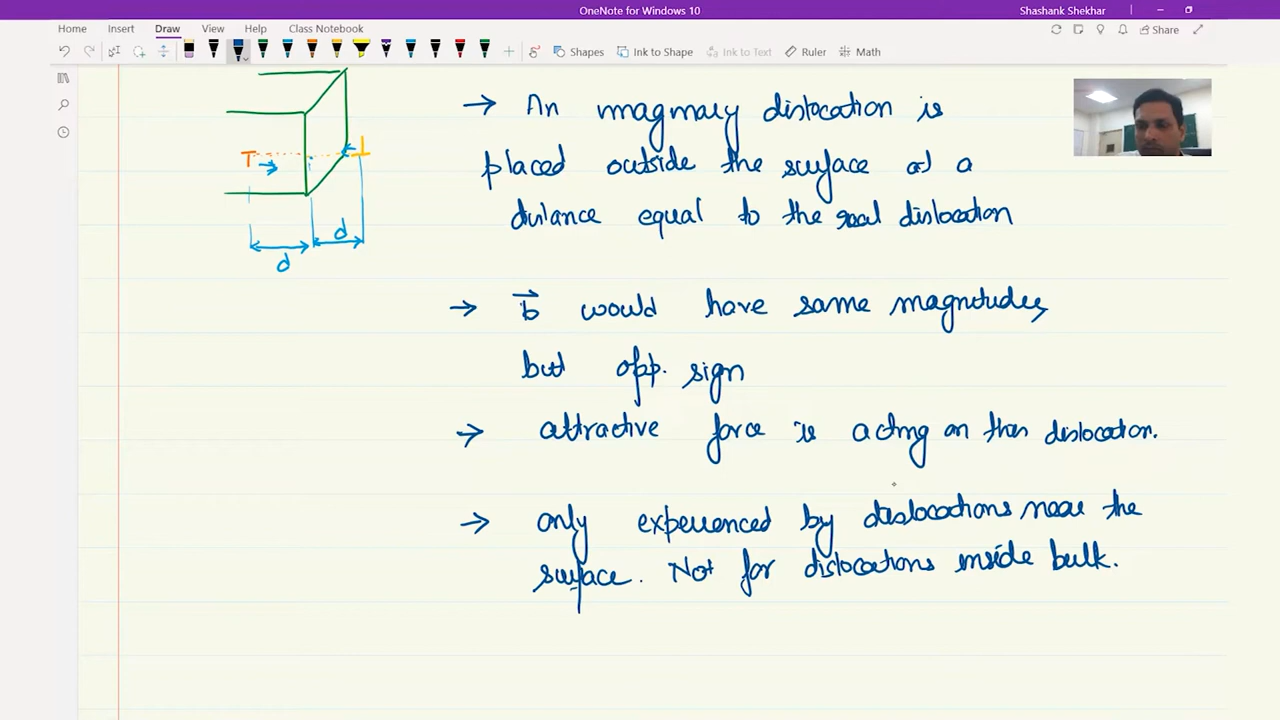 OneNote for Windows 10
Shashank Shekhar
Home Insert Draw View Help Class Notebook
Share
Shapes Ink to Shape Ink to Text Ruler Math
T
⊥
d
d
→ An imagmary dislocation is
placed outside the surface at a
distance equal to the real dislocation
→ b⃗ would have same magnitude,
but opp. sign
→ attractive force is acting on this dislocation.
→ only experienced by dislocations near the
surface. Not for dislocations inside bulk.